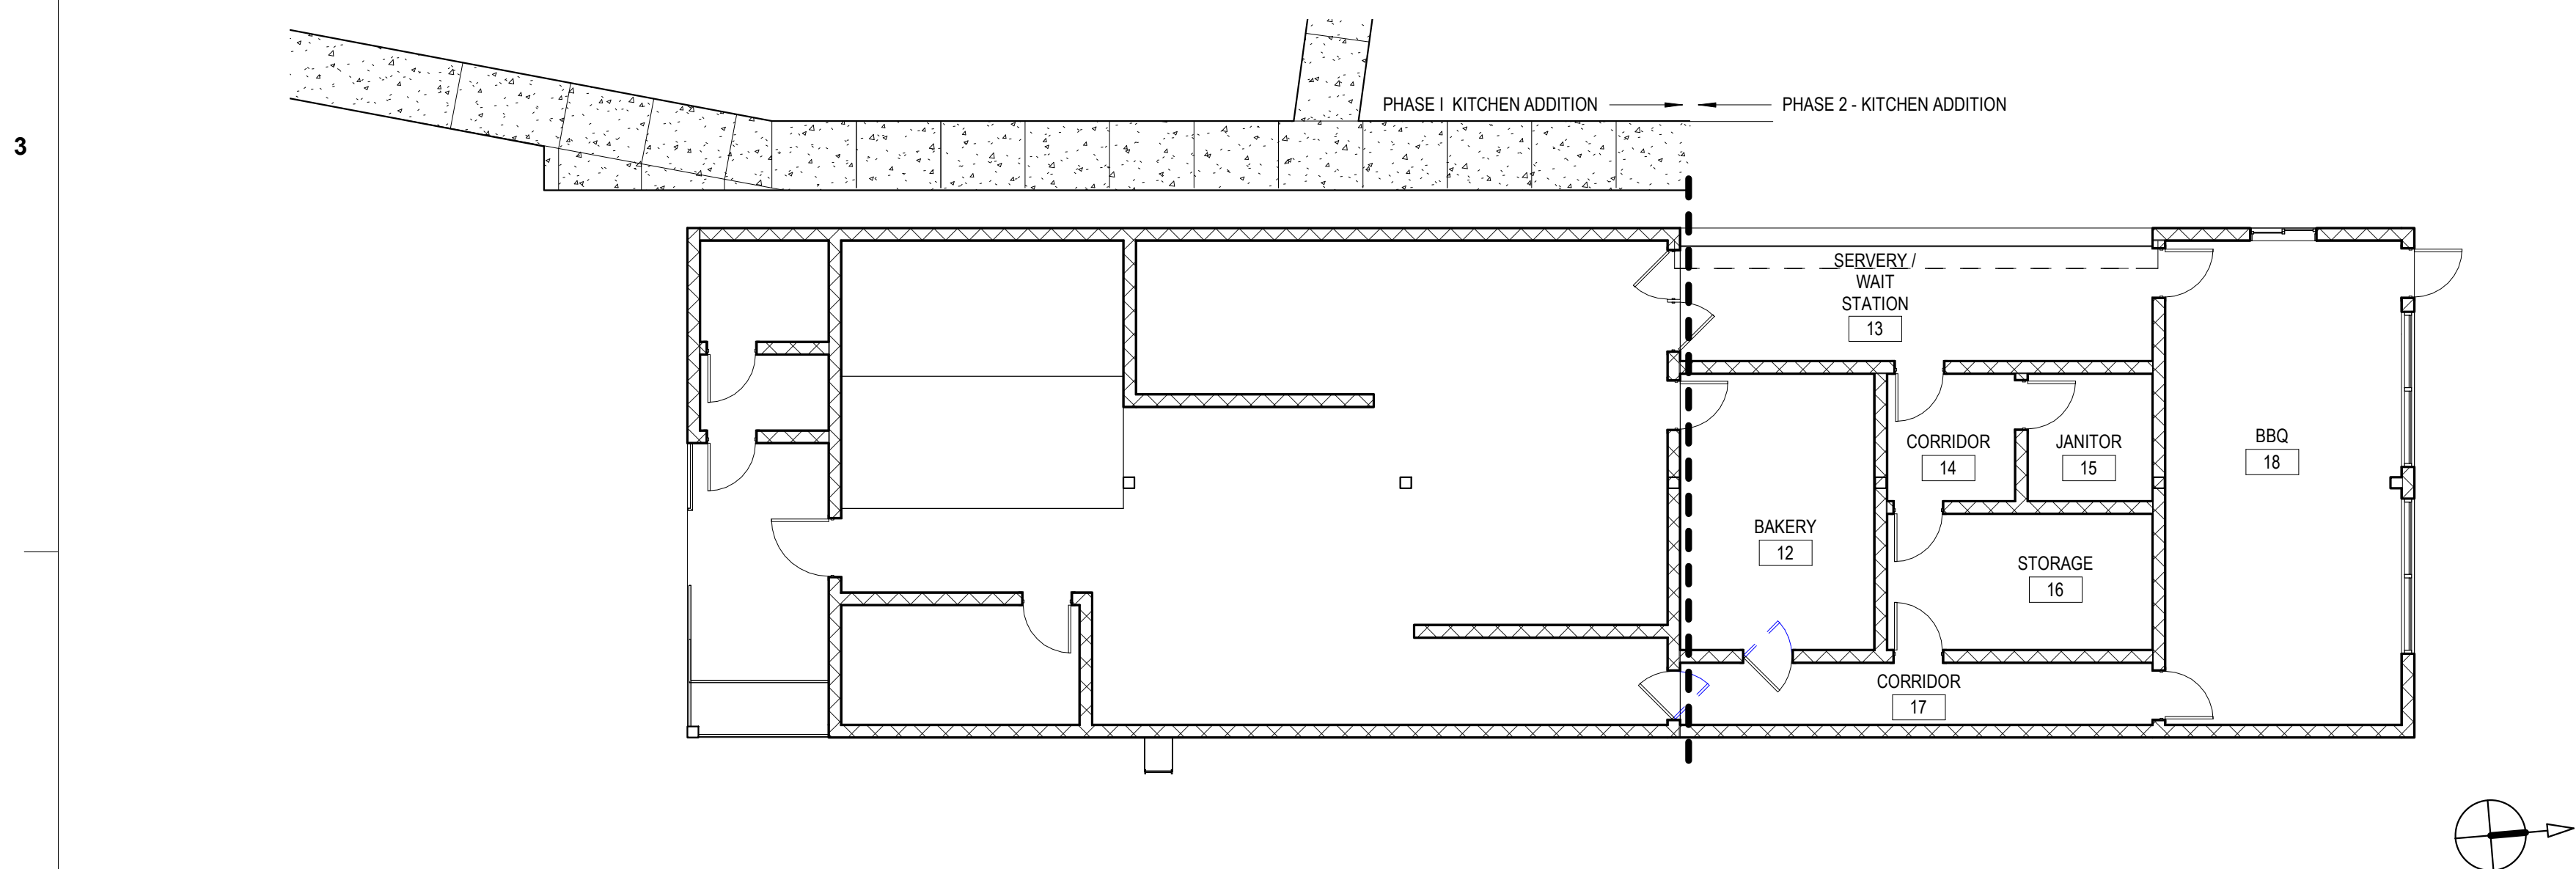 PHASE I  KITCHEN ADDITION
PHASE 2 - KITCHEN ADDITION
3
SERVERY /
WAIT
STATION
13
CORRIDOR
14
JANITOR
15
BBQ
18
BAKERY
12
STORAGE
16
CORRIDOR
17